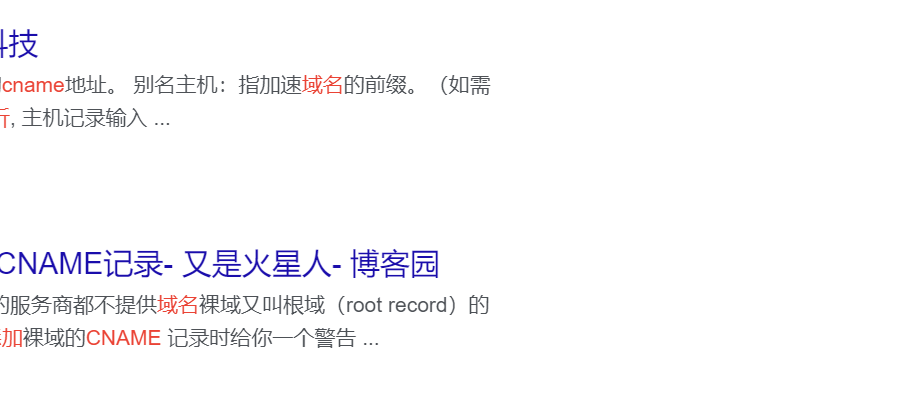 技
cname地址。 别名主机：指加速域名的前缀。（如需
, 主机记录输入 ...
CNAME记录- 又是火星人- 博客园
的服务商都不提供域名裸域又叫根域（root record）的
加裸域的CNAME 记录时给你一个警告 ...